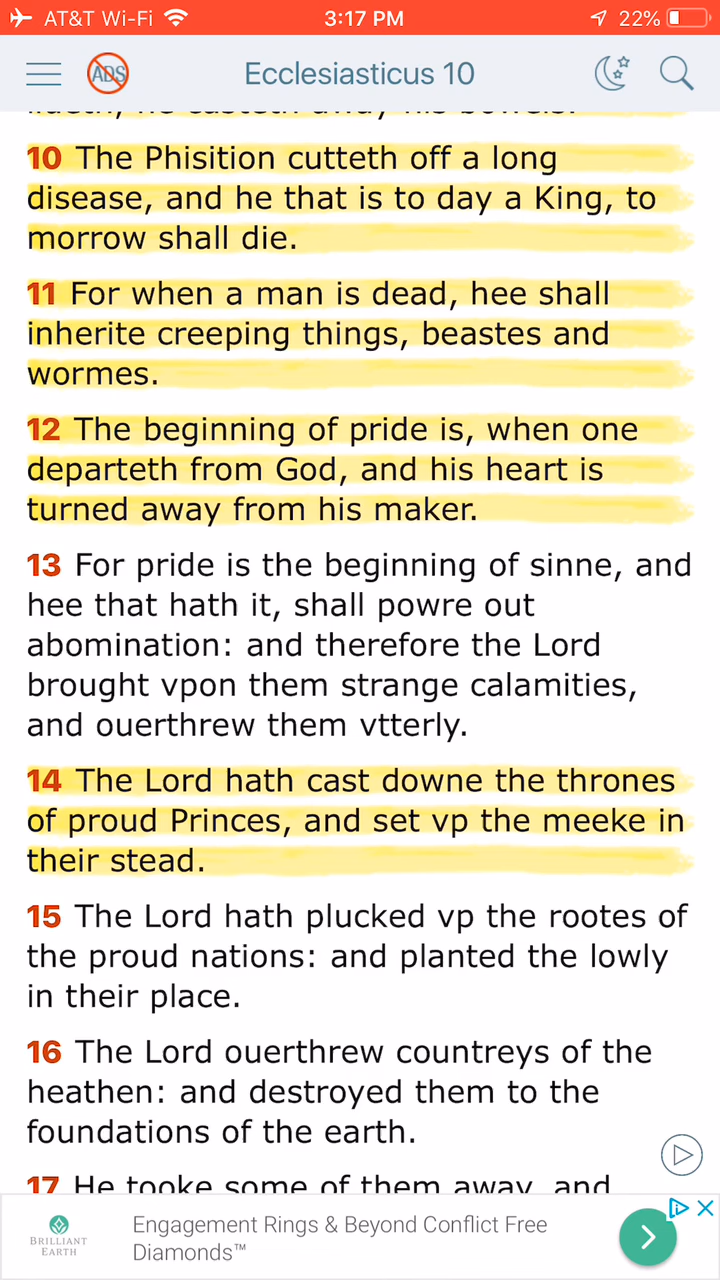 AT&T Wi-Fi 3:17 PM 22%
ADS Ecclesiasticus 10
10 The Phisition cutteth off a long
disease, and he that is to day a King, to
morrow shall die.
11 For when a man is dead, hee shall
inherite creeping things, beastes and
wormes.
12 The beginning of pride is, when one
departeth from God, and his heart is
turned away from his maker.
13 For pride is the beginning of sinne, and
hee that hath it, shall powre out
abomination: and therefore the Lord
brought vpon them strange calamities,
and ouerthrew them vtterly.
14 The Lord hath cast downe the thrones
of proud Princes, and set vp the meeke in
their stead.
15 The Lord hath plucked vp the rootes of
the proud nations: and planted the lowly
in their place.
16 The Lord ouerthrew countreys of the
heathen: and destroyed them to the
foundations of the earth.
17 He tooke some of them away, and
BRILLIANT
EARTH
Engagement Rings & Beyond Conflict Free
Diamonds™